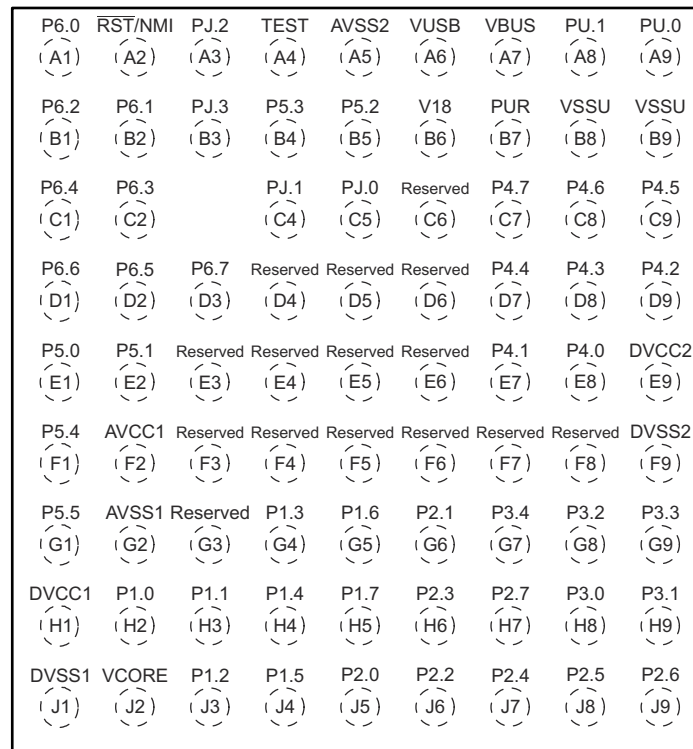 P6.0 RST/NMI PJ.2 TEST AVSS2 VUSB VBUS PU.1 PU.0
A1 A2 A3 A4 A5 A6 A7 A8 A9
P6.2 P6.1 PJ.3 P5.3 P5.2 V18 PUR VSSU VSSU
B1 B2 B3 B4 B5 B6 B7 B8 B9
P6.4 P6.3 PJ.1 PJ.0 Reserved P4.7 P4.6 P4.5
C1 C2 C4 C5 C6 C7 C8 C9
P6.6 P6.5 P6.7 Reserved Reserved Reserved P4.4 P4.3 P4.2
D1 D2 D3 D4 D5 D6 D7 D8 D9
P5.0 P5.1 Reserved Reserved Reserved Reserved P4.1 P4.0 DVCC2
E1 E2 E3 E4 E5 E6 E7 E8 E9
P5.4 AVCC1 Reserved Reserved Reserved Reserved Reserved Reserved DVSS2
F1 F2 F3 F4 F5 F6 F7 F8 F9
P5.5 AVSS1 Reserved P1.3 P1.6 P2.1 P3.4 P3.2 P3.3
G1 G2 G3 G4 G5 G6 G7 G8 G9
DVCC1 P1.0 P1.1 P1.4 P1.7 P2.3 P2.7 P3.0 P3.1
H1 H2 H3 H4 H5 H6 H7 H8 H9
DVSS1 VCORE P1.2 P1.5 P2.0 P2.2 P2.4 P2.5 P2.6
J1 J2 J3 J4 J5 J6 J7 J8 J9